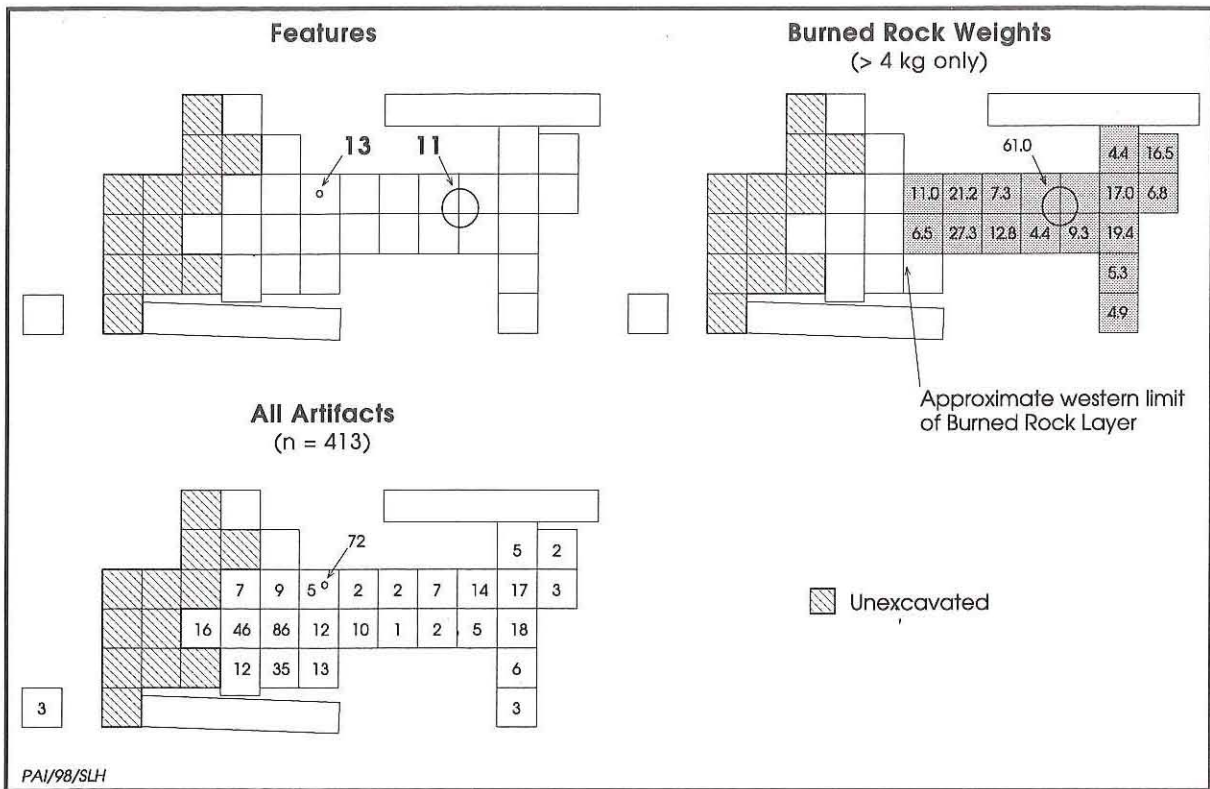 Features
13
11
Burned Rock Weights
(> 4 kg only)
61.0
4.4 16.5
11.0 21.2 7.3 17.0 6.8
6.5 27.3 12.8 4.4 9.3 19.4
5.3
4.9
Approximate western limit
of Burned Rock Layer
All Artifacts
(n = 413)
72
5 2
7 9 5 2 2 7 14 17 3
16 46 86 12 10 1 2 5 18
12 35 13 6
3 3
Unexcavated
PAI/98/SLH